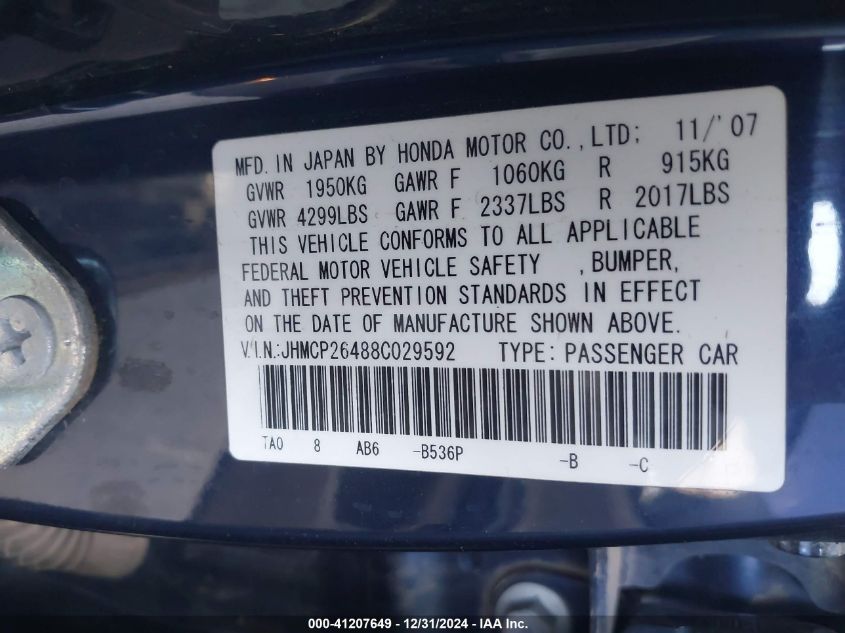 MFD. IN JAPAN BY HONDA MOTOR CO., LTD; 11/'07
GVWR 1950KG GAWR F 1060KG R 915KG
GVWR 4299LBS GAWR F 2337LBS R 2017LBS
THIS VEHICLE CONFORMS TO ALL APPLICABLE
FEDERAL MOTOR VEHICLE SAFETY , BUMPER,
AND THEFT PREVENTION STANDARDS IN EFFECT
ON THE DATE OF MANUFACTURE SHOWN ABOVE.
V.I.N.:JHMCP26488C029592 TYPE: PASSENGER CAR
TA0 8 AB6 -B536P -B -C
000-41207649 - 12/31/2024 - IAA Inc.